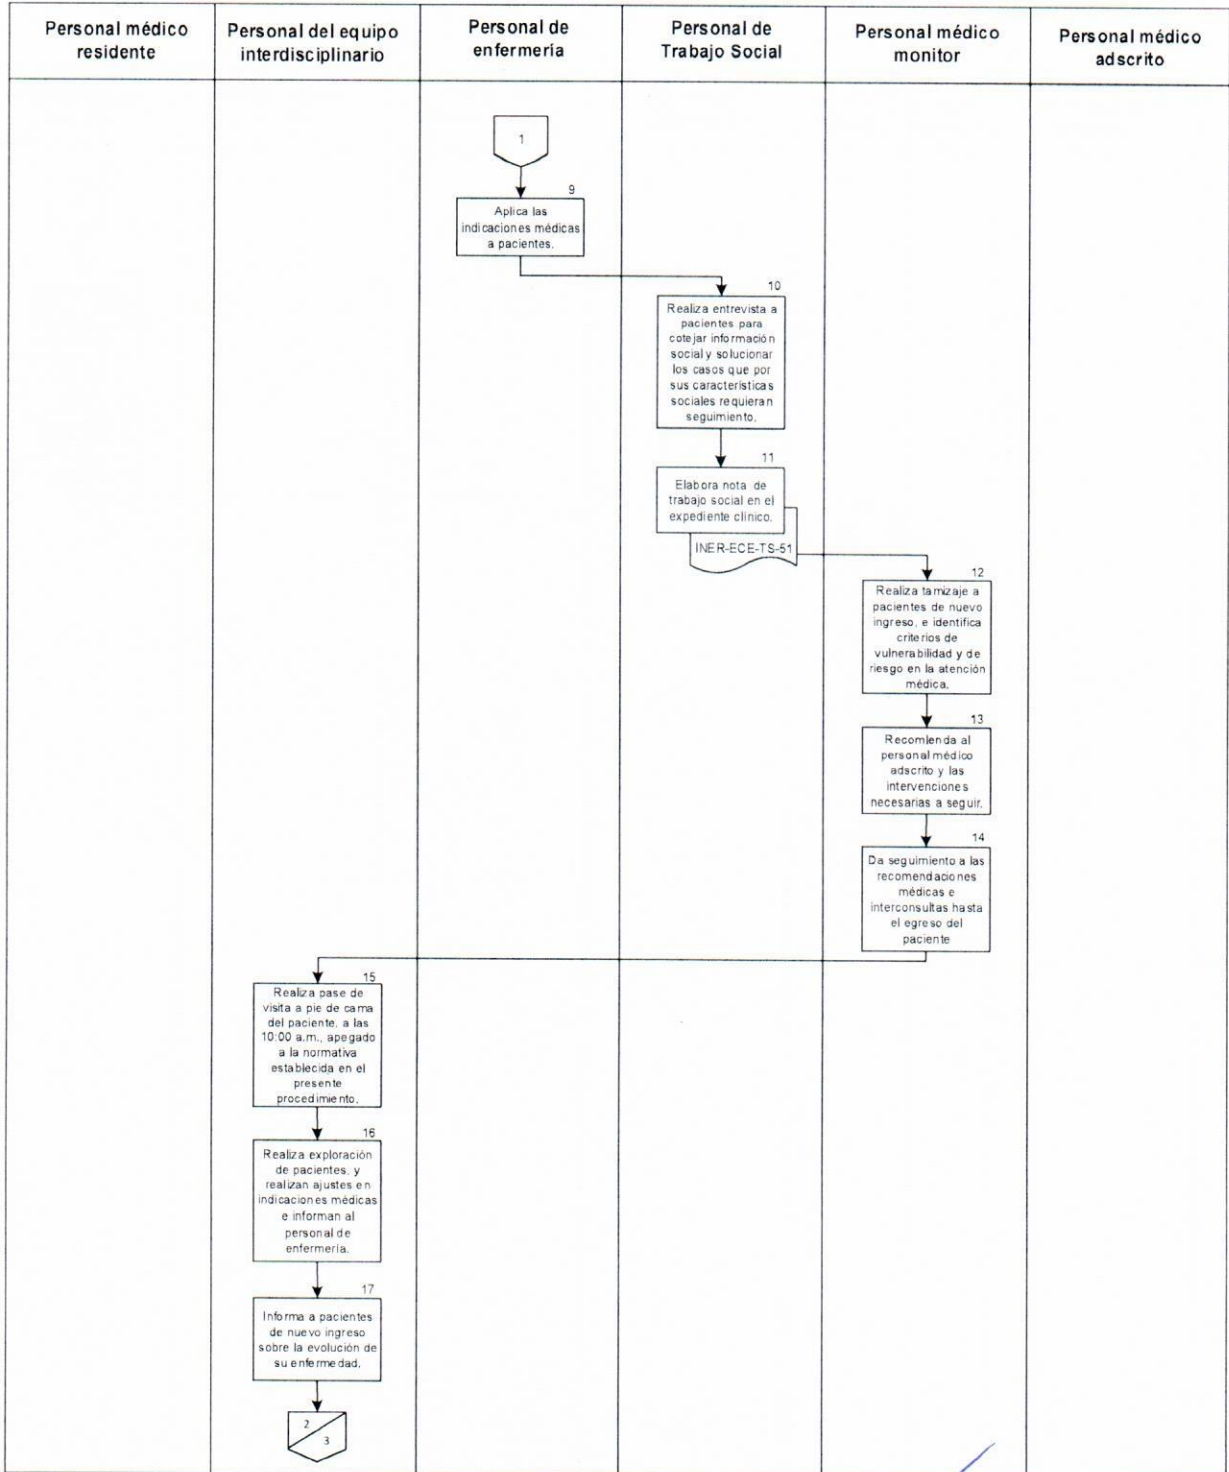 Personal médico
residente
Personal del equipo
interdisciplinario
Personal de
enfermería
Personal de
Trabajo Social
Personal médico
monitor
Personal médico
adscrito
1
9
Aplica las
indicaciones médicas
a pacientes.
10
Realiza entrevista a
pacientes para
cotejar información
social y solucionar
los casos que por
sus características
sociales requieran
seguimiento.
11
Elabora nota de
trabajo social en el
expediente clínico.
INER-ECE-TS-51
12
Realiza tamizaje a
pacientes de nuevo
ingreso, e identifica
criterios de
vulnerabilidad y de
riesgo en la atención
médica.
13
Recomienda al
personal médico
adscrito y las
intervenciones
necesarias a seguir.
14
Da seguimiento a las
recomendaciones
médicas e
interconsultas hasta
el egreso del
paciente
15
Realiza pase de
visita a pie de cama
del paciente, a las
10:00 a.m., apegado
a la normativa
establecida en el
presente
procedimiento.
16
Realiza exploración
de pacientes, y
realizan ajustes en
indicaciones médicas
e informan al
personal de
enfermería.
17
Informa a pacientes
de nuevo ingreso
sobre la evolución de
su enfermedad.
2
3